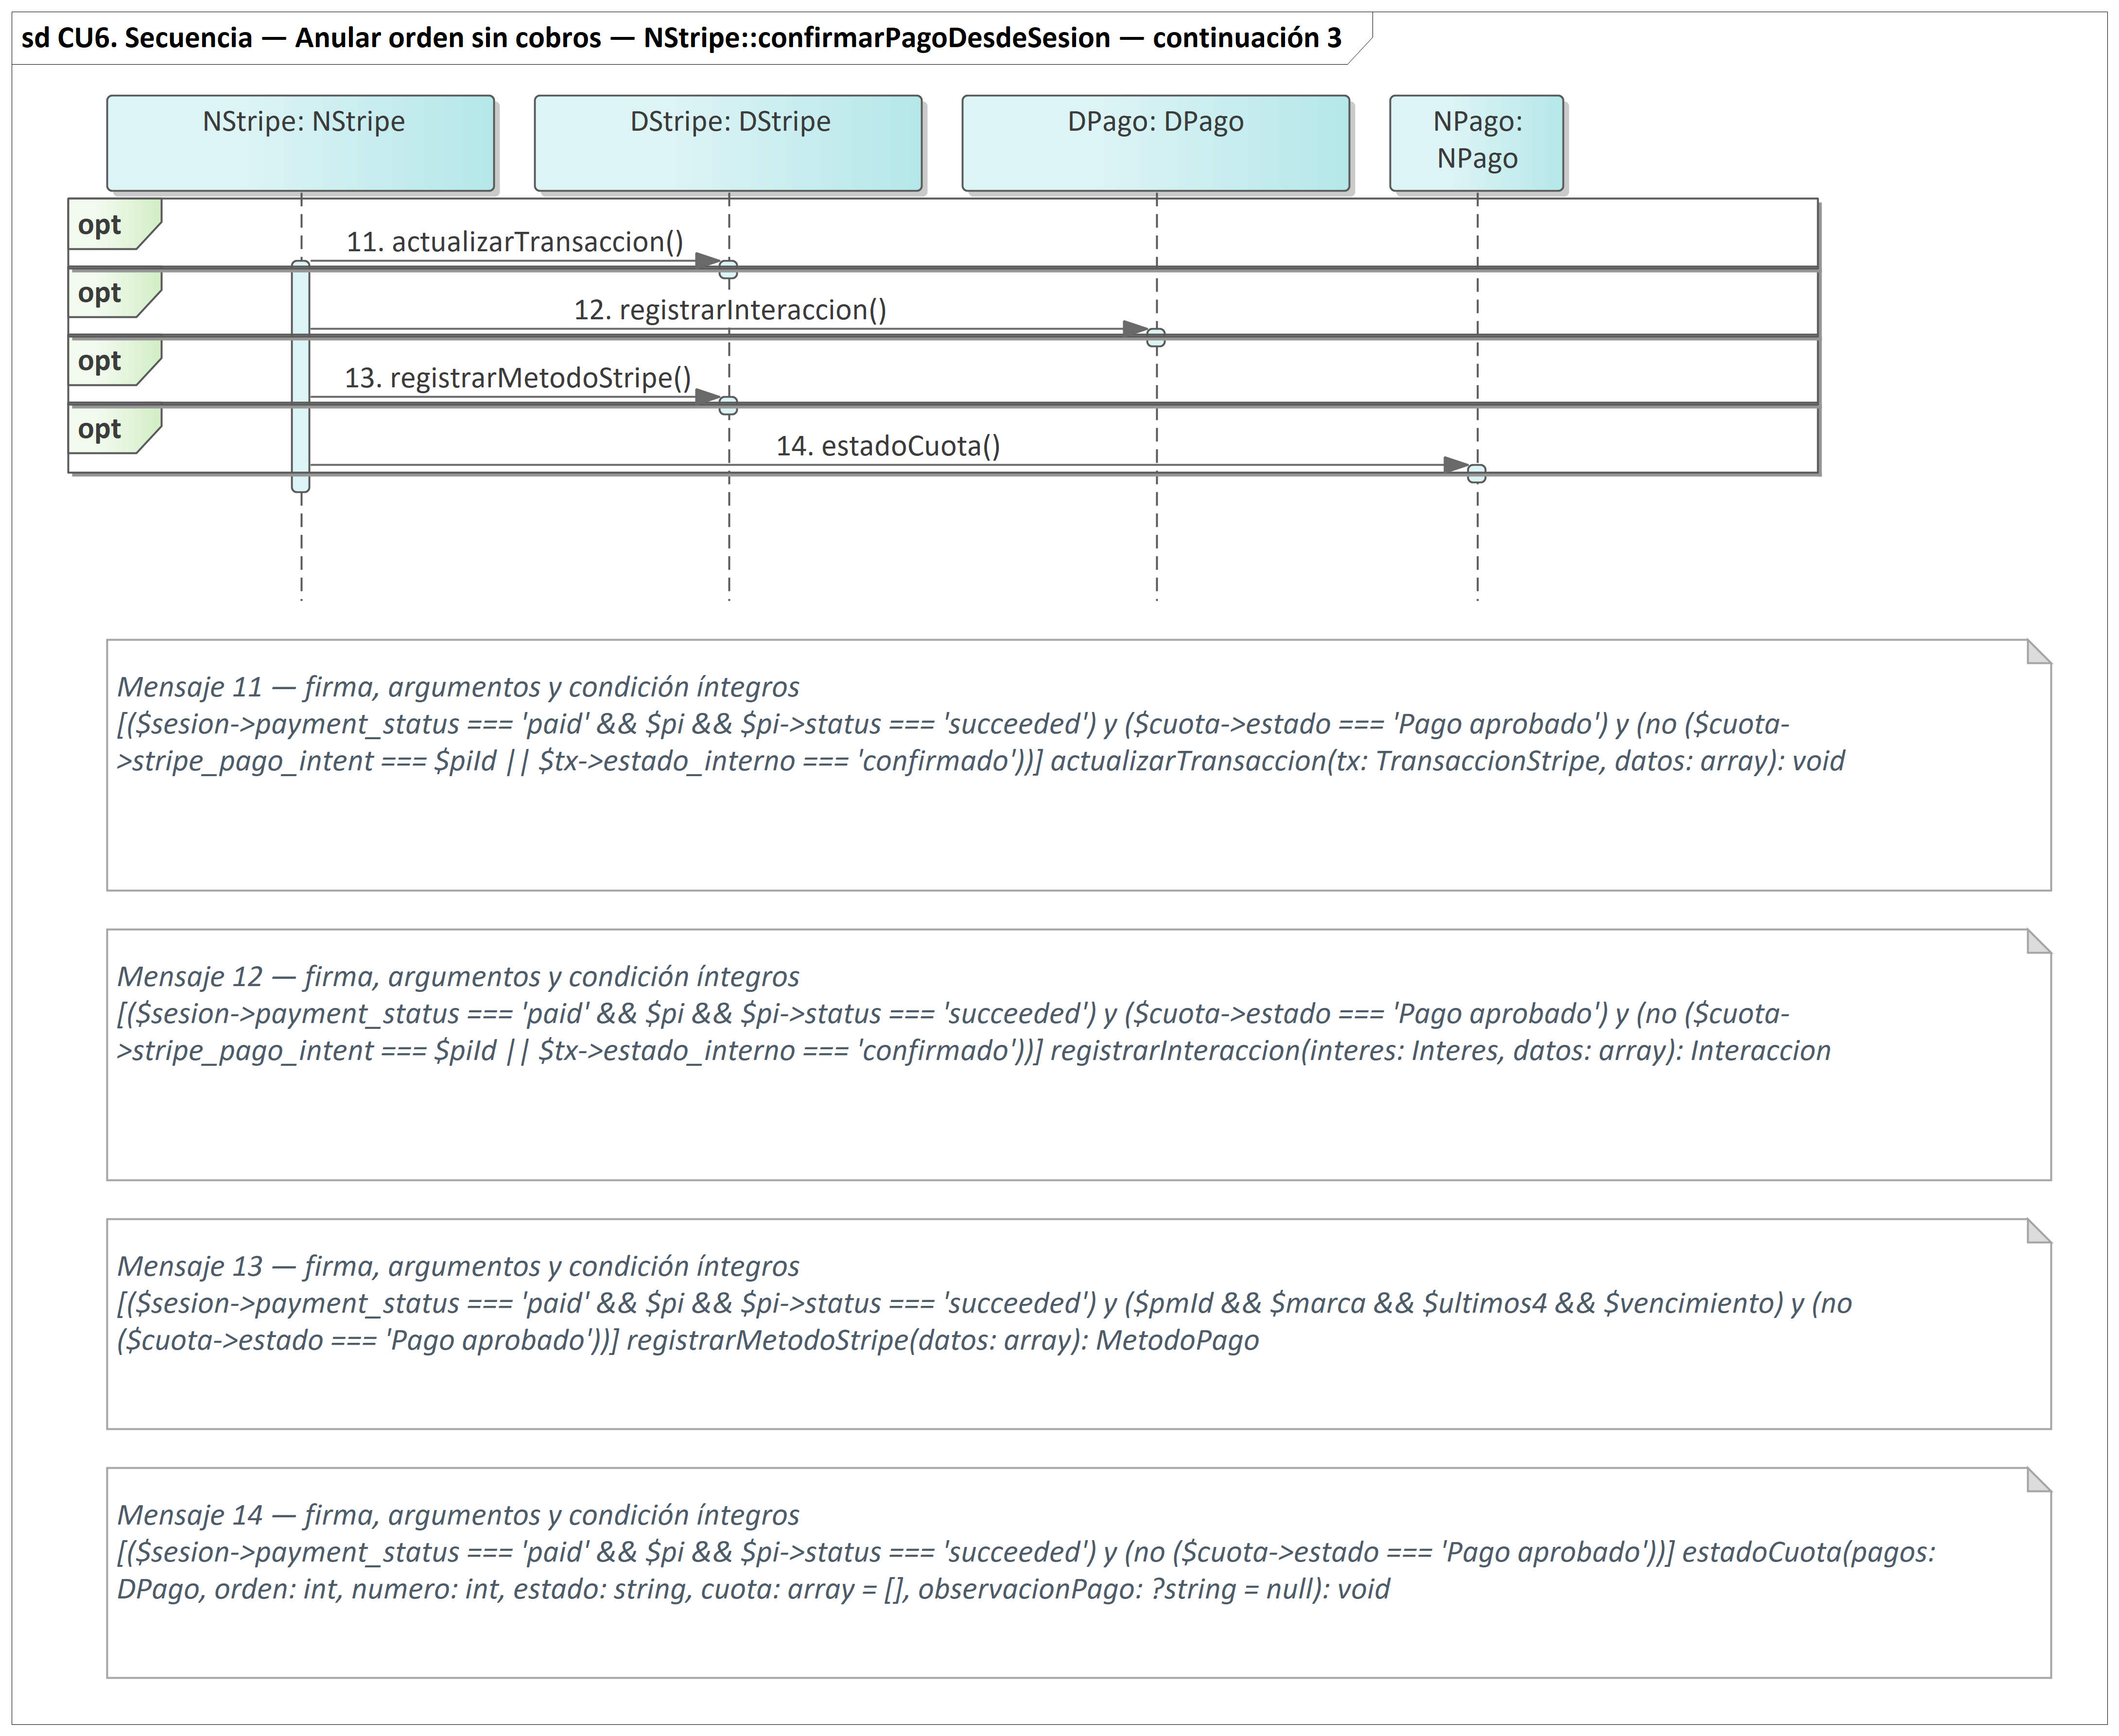 sd CU6. Secuencia — Anular orden sin cobros — NStripe::confirmarPagoDesdeSesion — continuación 3
NStripe: NStripe
DStripe: DStripe
DPago: DPago
NPago:
NPago
opt
11. actualizarTransaccion()
opt
12. registrarInteraccion()
opt
13. registrarMetodoStripe()
opt
14. estadoCuota()
Mensaje 11 — firma, argumentos y condición íntegros
[($sesion->payment_status === 'paid' && $pi && $pi->status === 'succeeded') y ($cuota->estado === 'Pago aprobado') y (no ($cuota-
>stripe_pago_intent === $piId || $tx->estado_interno === 'confirmado'))] actualizarTransaccion(tx: TransaccionStripe, datos: array): void
Mensaje 12 — firma, argumentos y condición íntegros
[($sesion->payment_status === 'paid' && $pi && $pi->status === 'succeeded') y ($cuota->estado === 'Pago aprobado') y (no ($cuota-
>stripe_pago_intent === $piId || $tx->estado_interno === 'confirmado'))] registrarInteraccion(interes: Interes, datos: array): Interaccion
Mensaje 13 — firma, argumentos y condición íntegros
[($sesion->payment_status === 'paid' && $pi && $pi->status === 'succeeded') y ($pmId && $marca && $ultimos4 && $vencimiento) y (no
($cuota->estado === 'Pago aprobado'))] registrarMetodoStripe(datos: array): MetodoPago
Mensaje 14 — firma, argumentos y condición íntegros
[($sesion->payment_status === 'paid' && $pi && $pi->status === 'succeeded') y (no ($cuota->estado === 'Pago aprobado'))] estadoCuota(pagos:
DPago, orden: int, numero: int, estado: string, cuota: array = [], observacionPago: ?string = null): void